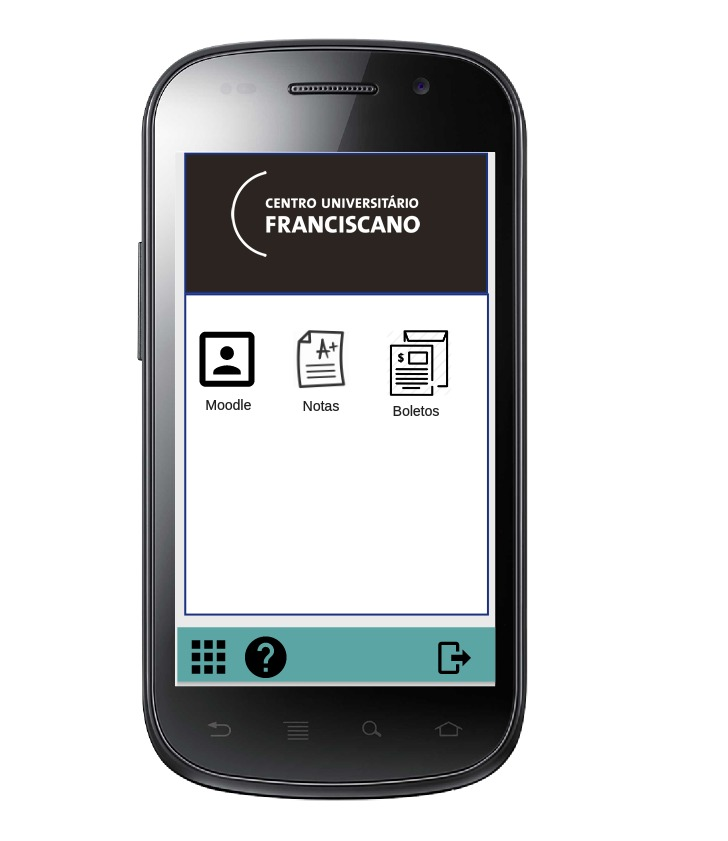 CENTRO UNIVERSITÁRIO
FRANCISCANO
A+
$
Moodle
Notas
Boletos
?